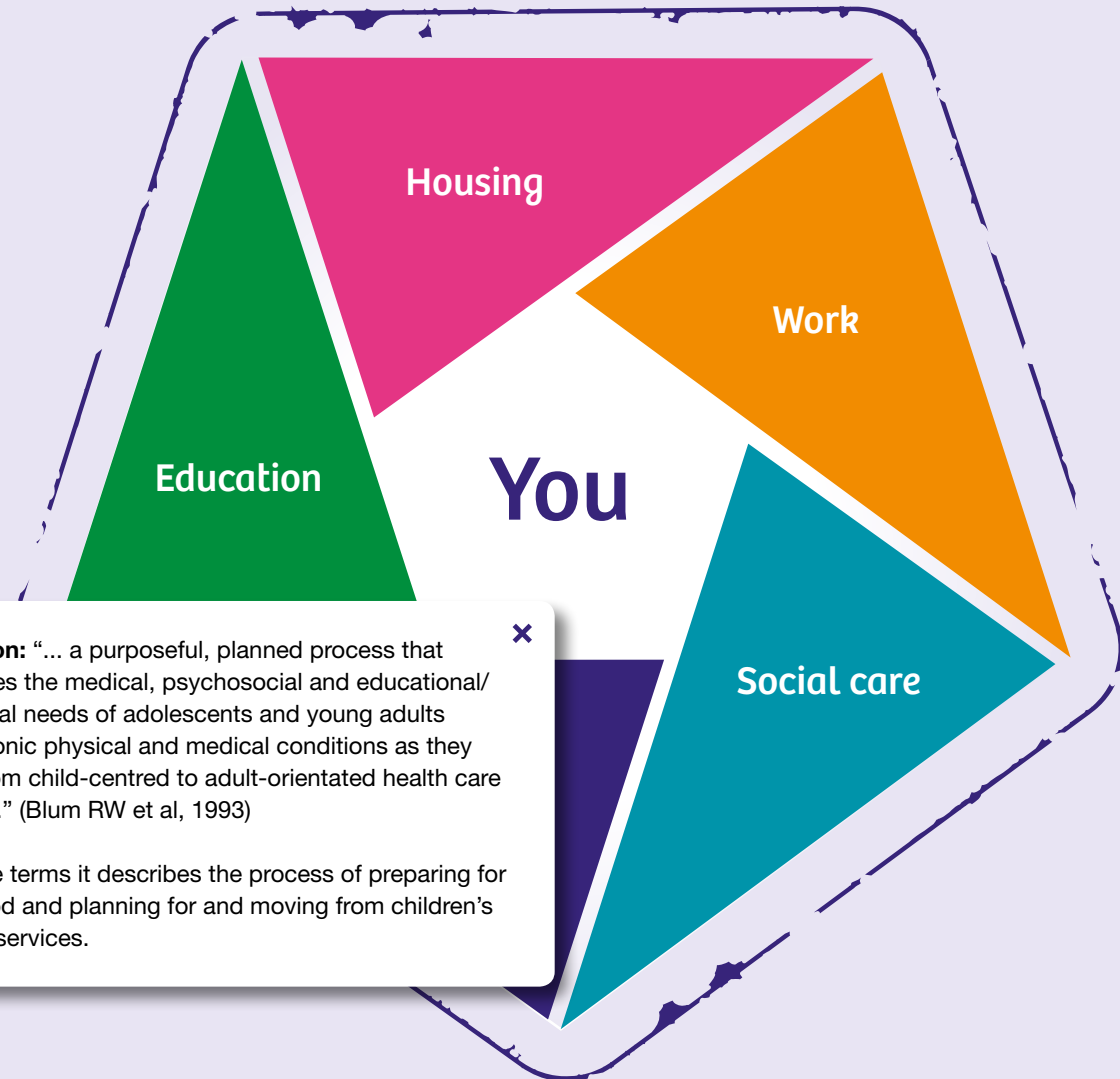 Housing
Work
Education
You
Social care
on: “... a purposeful, planned process that
es the medical, psychosocial and educational/
al needs of adolescents and young adults
onic physical and medical conditions as they
om child-centred to adult-orientated health care
.” (Blum RW et al, 1993)
e terms it describes the process of preparing for
od and planning for and moving from children’s
services.